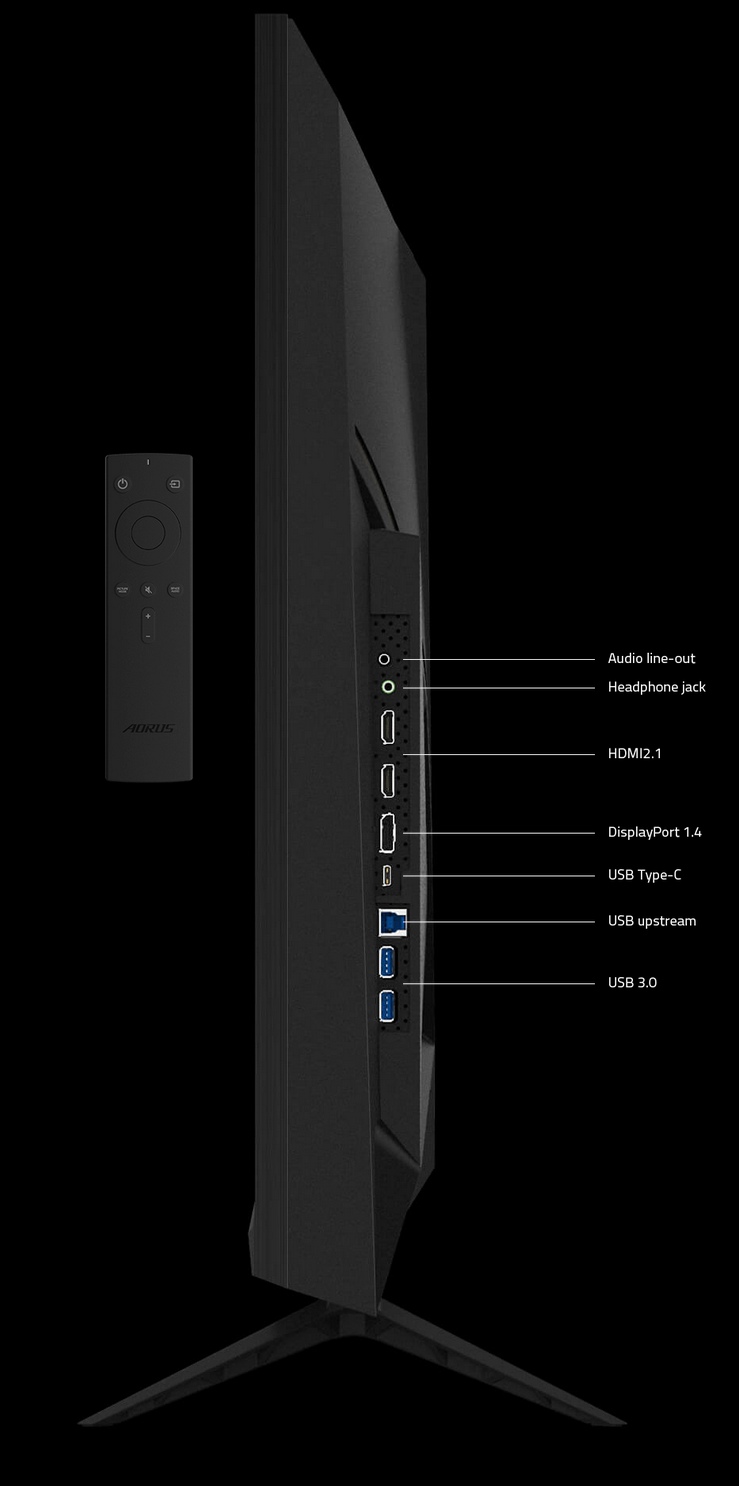 AORUS
Audio line-out
Headphone jack
HDMI2.1
DisplayPort 1.4
USB Type-C
USB upstream
USB 3.0